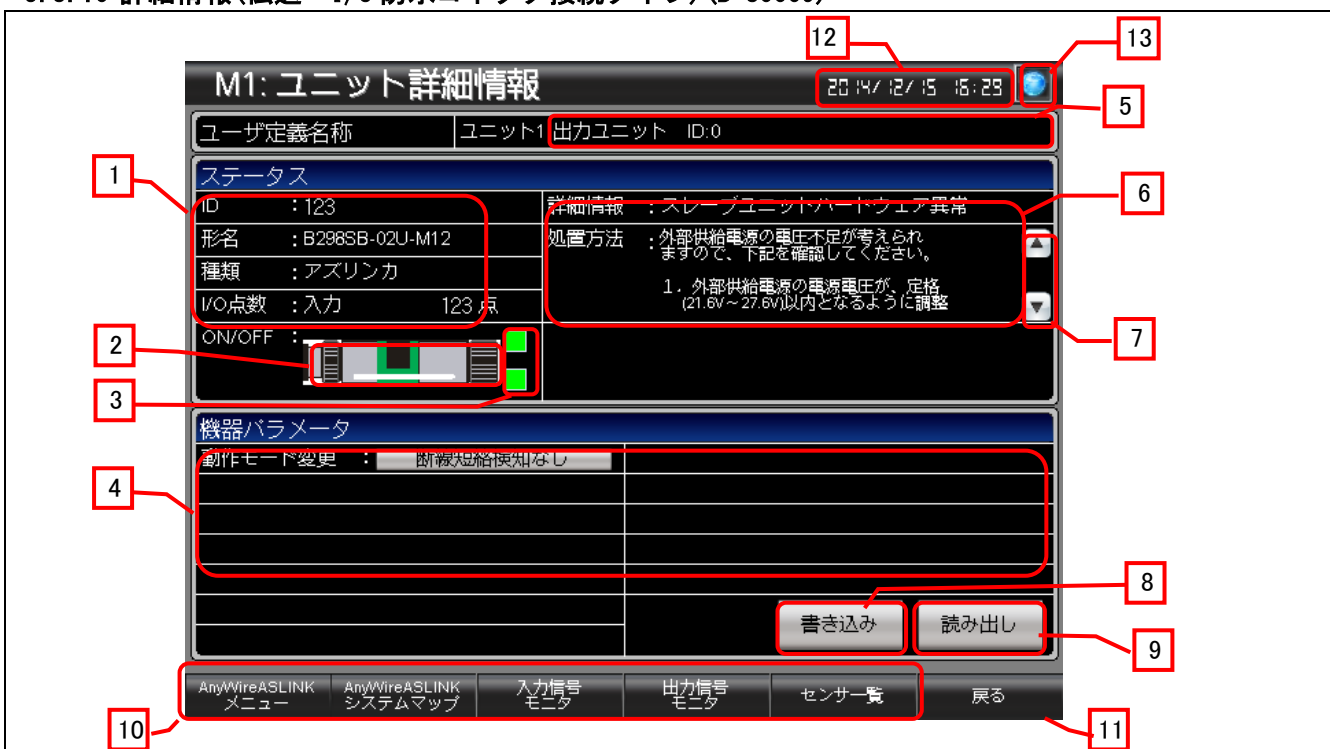 12
13
M1: ユニット詳細情報
2014/12/15 16:29
5
ユーザ定義名称 ユニット1 出力ユニット ID:0
1
ステータス
6
ID :123 詳細情報 :スレーブユニットハードウェア異常
形名 :B298SB-02U-M12 処置方法 :外部供給電源の電圧不足が考えられ
ますので、下記を確認してください。
種類 :アズリンカ
1. 外部供給電源の電源電圧が、定格
I/O点数 :入力 123 点
(21.6V~27.6V)以内となるように調整
ON/OFF :
2
7
3
機器パラメータ
動作モード変更 : 断線短絡検知なし
4
8
書き込み 読み出し
9
AnyWireASLINK
メニュー
AnyWireASLINK
システムマップ
入力信号
モニタ
出力信号
モニタ
センサ一覧
戻る
10
11